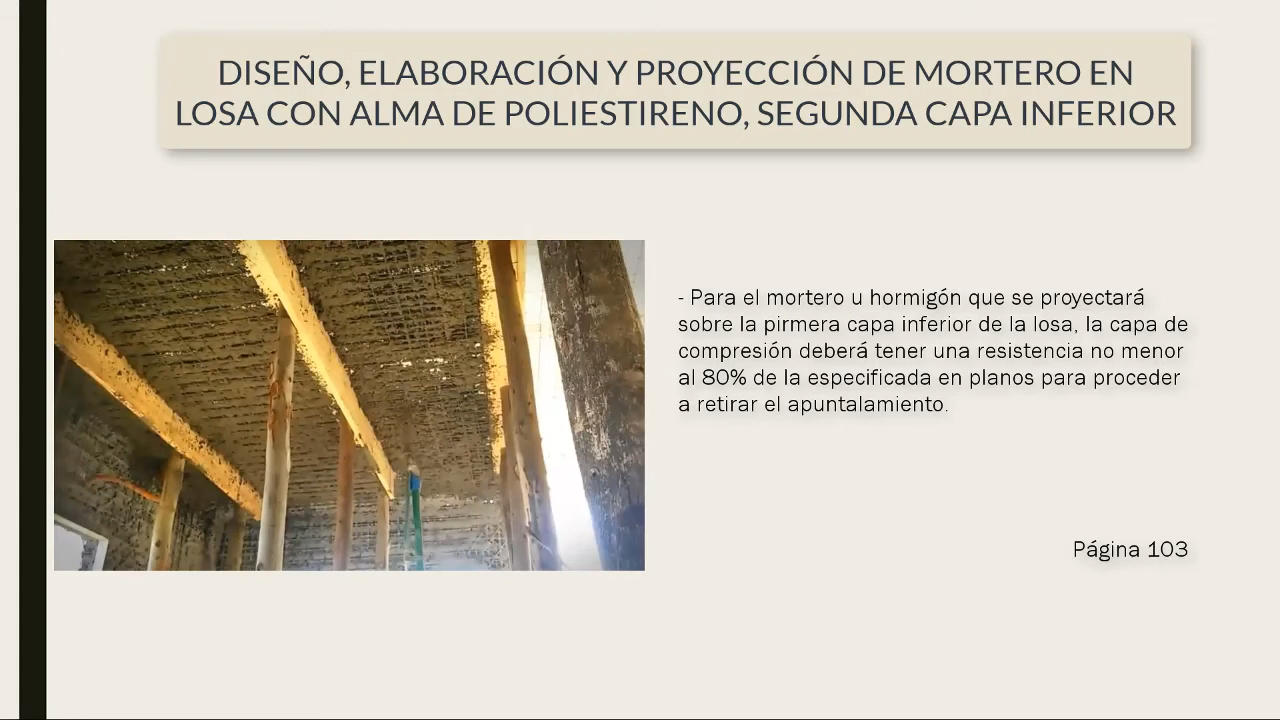 DISEÑO, ELABORACIÓN Y PROYECCIÓN DE MORTERO EN
LOSA CON ALMA DE POLIESTIRENO, SEGUNDA CAPA INFERIOR
- Para el mortero u hormigón que se proyectará
sobre la pirmera capa inferior de la losa, la capa de
compresión deberá tener una resistencia no menor
al 80% de la especificada en planos para proceder
a retirar el apuntalamiento.
Página 103